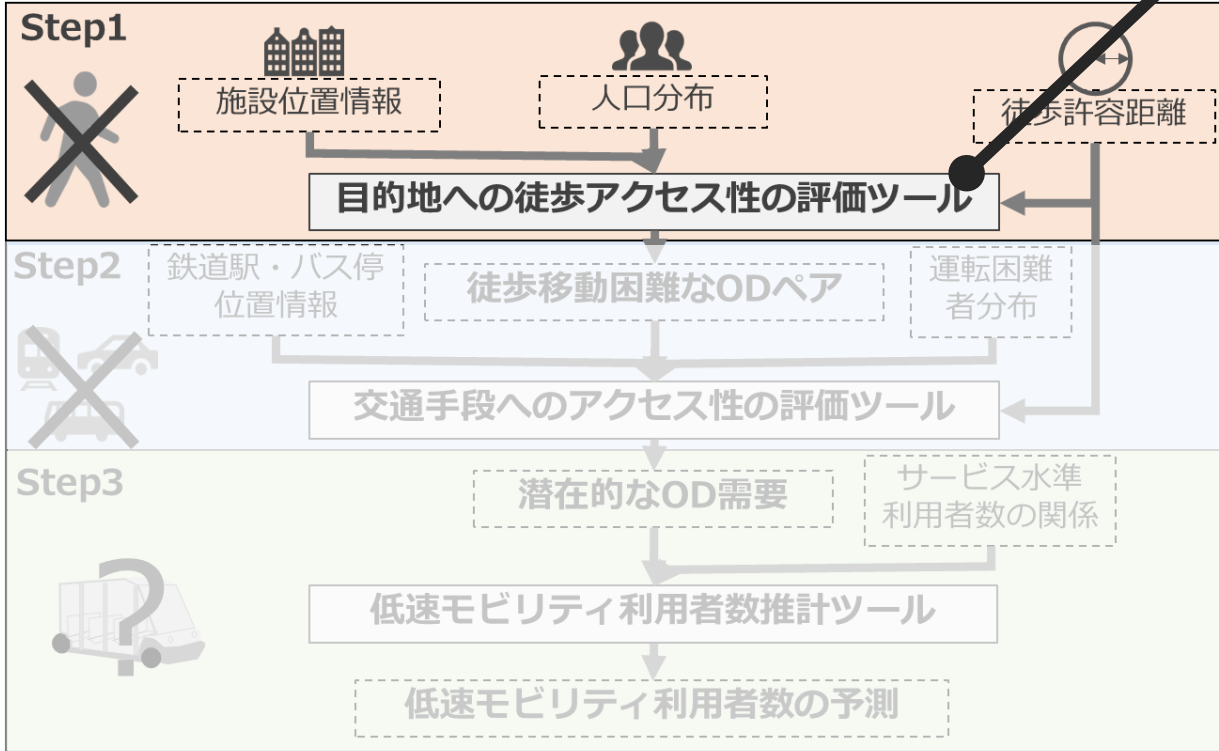 Step1
施設位置情報
人口分布
徒歩許容距離
目的地への徒歩アクセス性の評価ツール
Step2
鉄道駅・バス停
位置情報
徒歩移動困難なODペア
運転困難
者分布
交通手段へのアクセス性の評価ツール
Step3
潜在的なOD需要
サービス水準
利用者数の関係
?
低速モビリティ利用者数推計ツール
低速モビリティ利用者数の予測